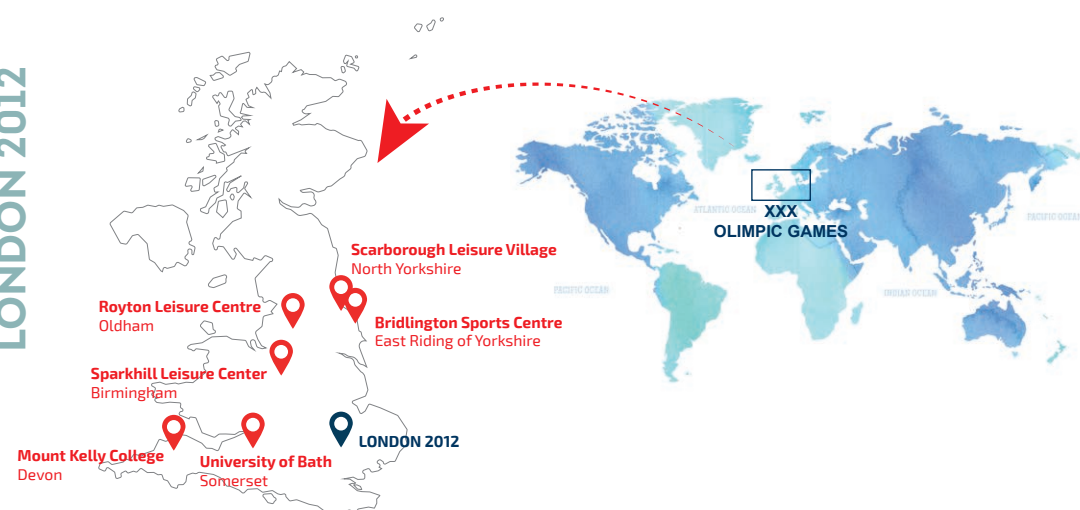 LONDON 2012
Scarborough Leisure Village
North Yorkshire
Royton Leisure Centre
Oldham
Bridlington Sports Centre
East Riding of Yorkshire
Sparkhill Leisure Center
Birmingham
LONDON 2012
Mount Kelly College
Devon
University of Bath
Somerset
ATLANTIC OCEAN
XXX
OLIMPIC GAMES
PACIFIC OCEAN
PACIFIC OCEAN
INDIAN OCEAN